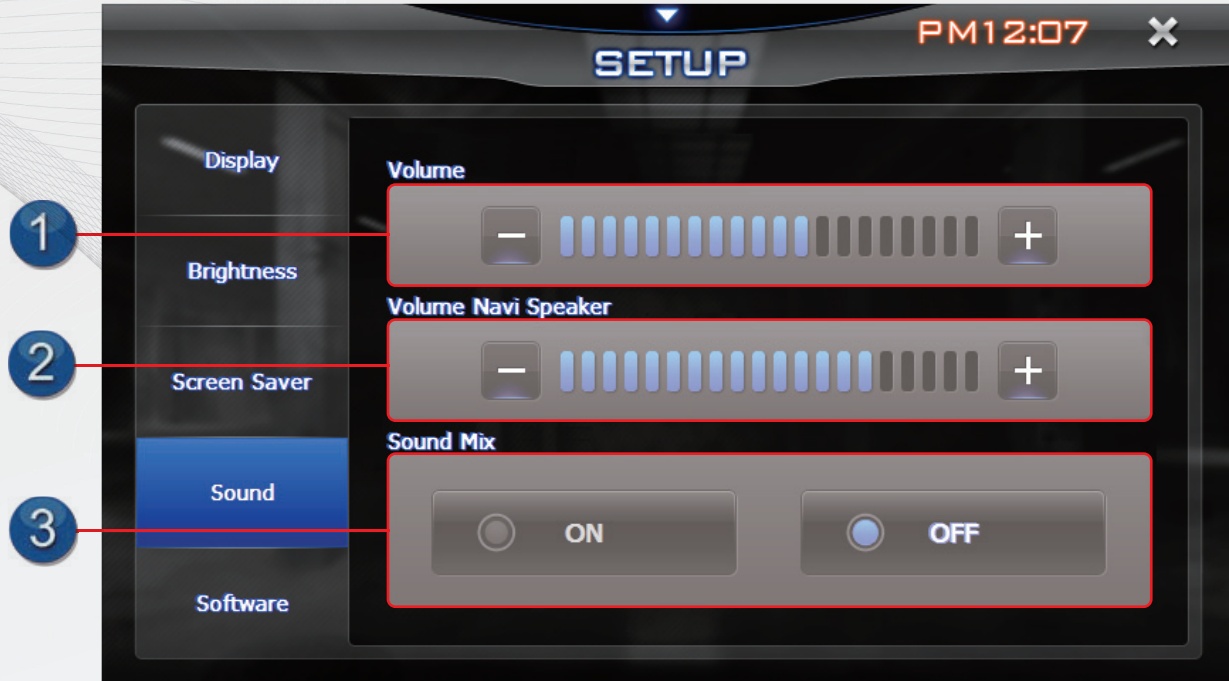 SETUP
PM12:07
Display
Brightness
Screen Saver
Sound
Software
1
Volume
2
Volume Navi Speaker
3
Sound Mix
ON
OFF